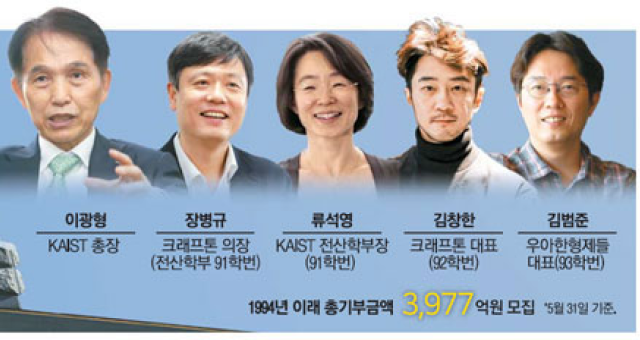 이광형 장병규 류석영 김창한 김범준
KAIST 총장 크래프톤 의장 KAIST 전산학부장 크래프톤 대표 우아한형제들
(전산학부 91학번) (91학번) (92학번) 대표(93학번)
1994년 이래 총기부금액 3,977억원 모집 *5월 31일 기준.